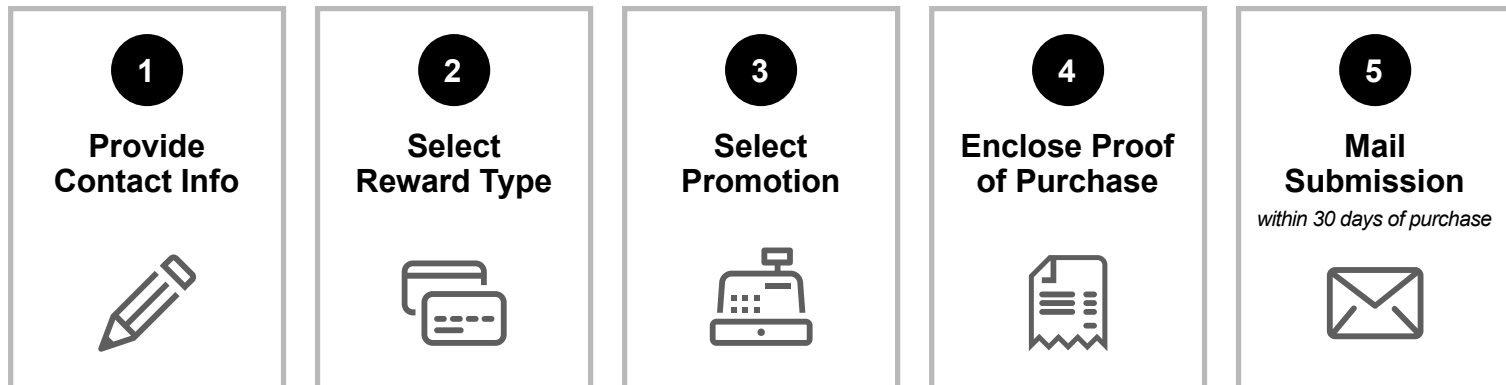 1
Provide
Contact Info
2
Select
Reward Type
3
Select
Promotion
4
Enclose Proof
of Purchase
5
Mail
Submission
within 30 days of purchase